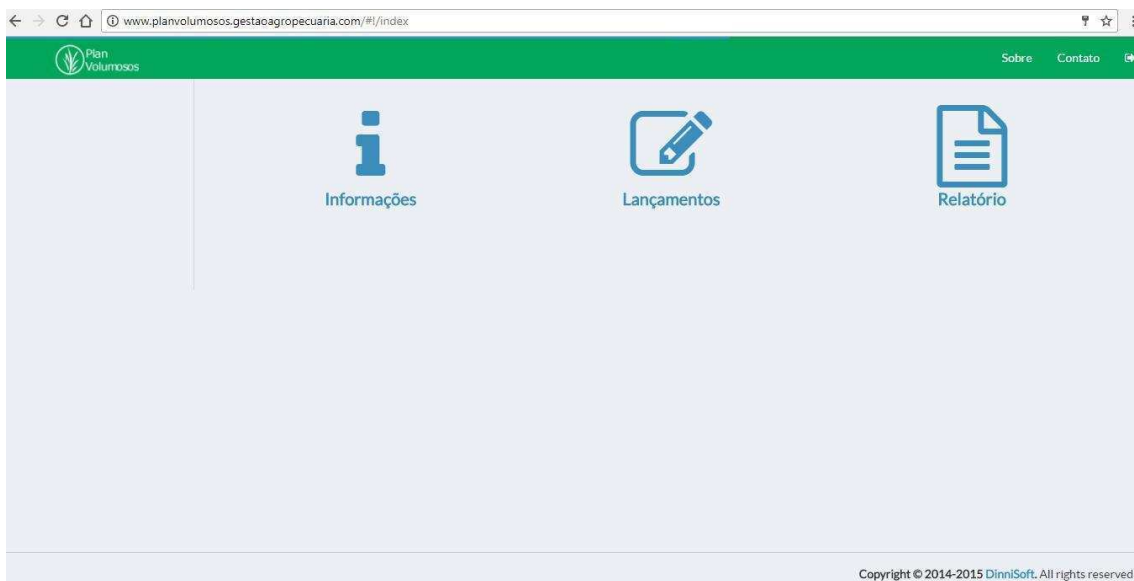 www.planvolumosos.gestaoagropecuaria.com/#!/index
Plan
Volumosos
Sobre Contato
Informações Lançamentos Relatório
Copyright © 2014-2015 DinniSoft. All rights reserved